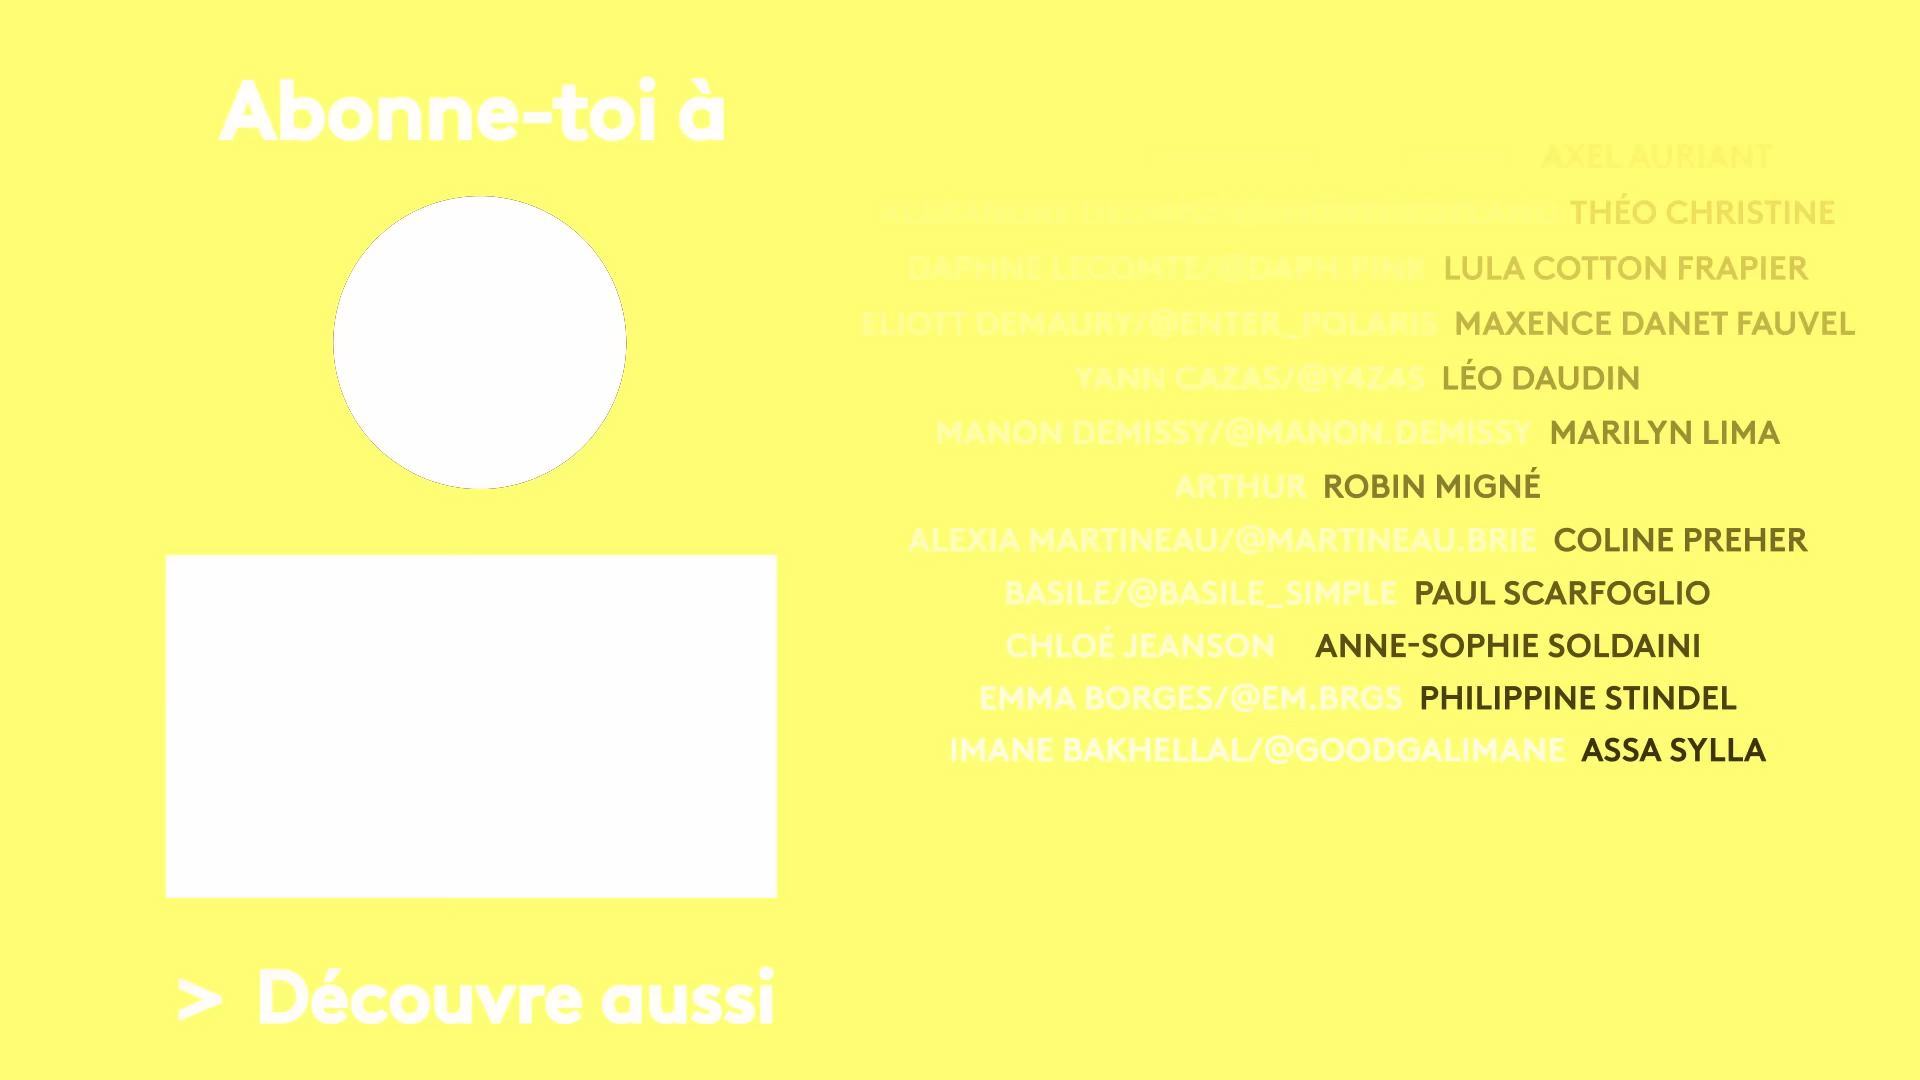 Abonne-toi à
AXEL AURIANT
THÉO CHRISTINE
DAPHNE LECOMTE/@DAPH.PINK LULA COTTON FRAPIER
ELIOTT DEMAURY/@ENTER_POLARIS MAXENCE DANET FAUVEL
YANN CAZAS/@Y4Z4S LÉO DAUDIN
MANON DEMISSY/@MANON.DEMISSY MARILYN LIMA
ARTHUR ROBIN MIGNÉ
ALEXIA MARTINEAU/@MARTINEAU.BRIE COLINE PREHER
BASILE/@BASILE_SIMPLE PAUL SCARFOGLIO
CHLOÉ JEANSON ANNE-SOPHIE SOLDAINI
EMMA BORGES/@EM.BRGS PHILIPPINE STINDEL
IMANE BAKHELLAL/@GOODGALIMANE ASSA SYLLA
> Découvre aussi